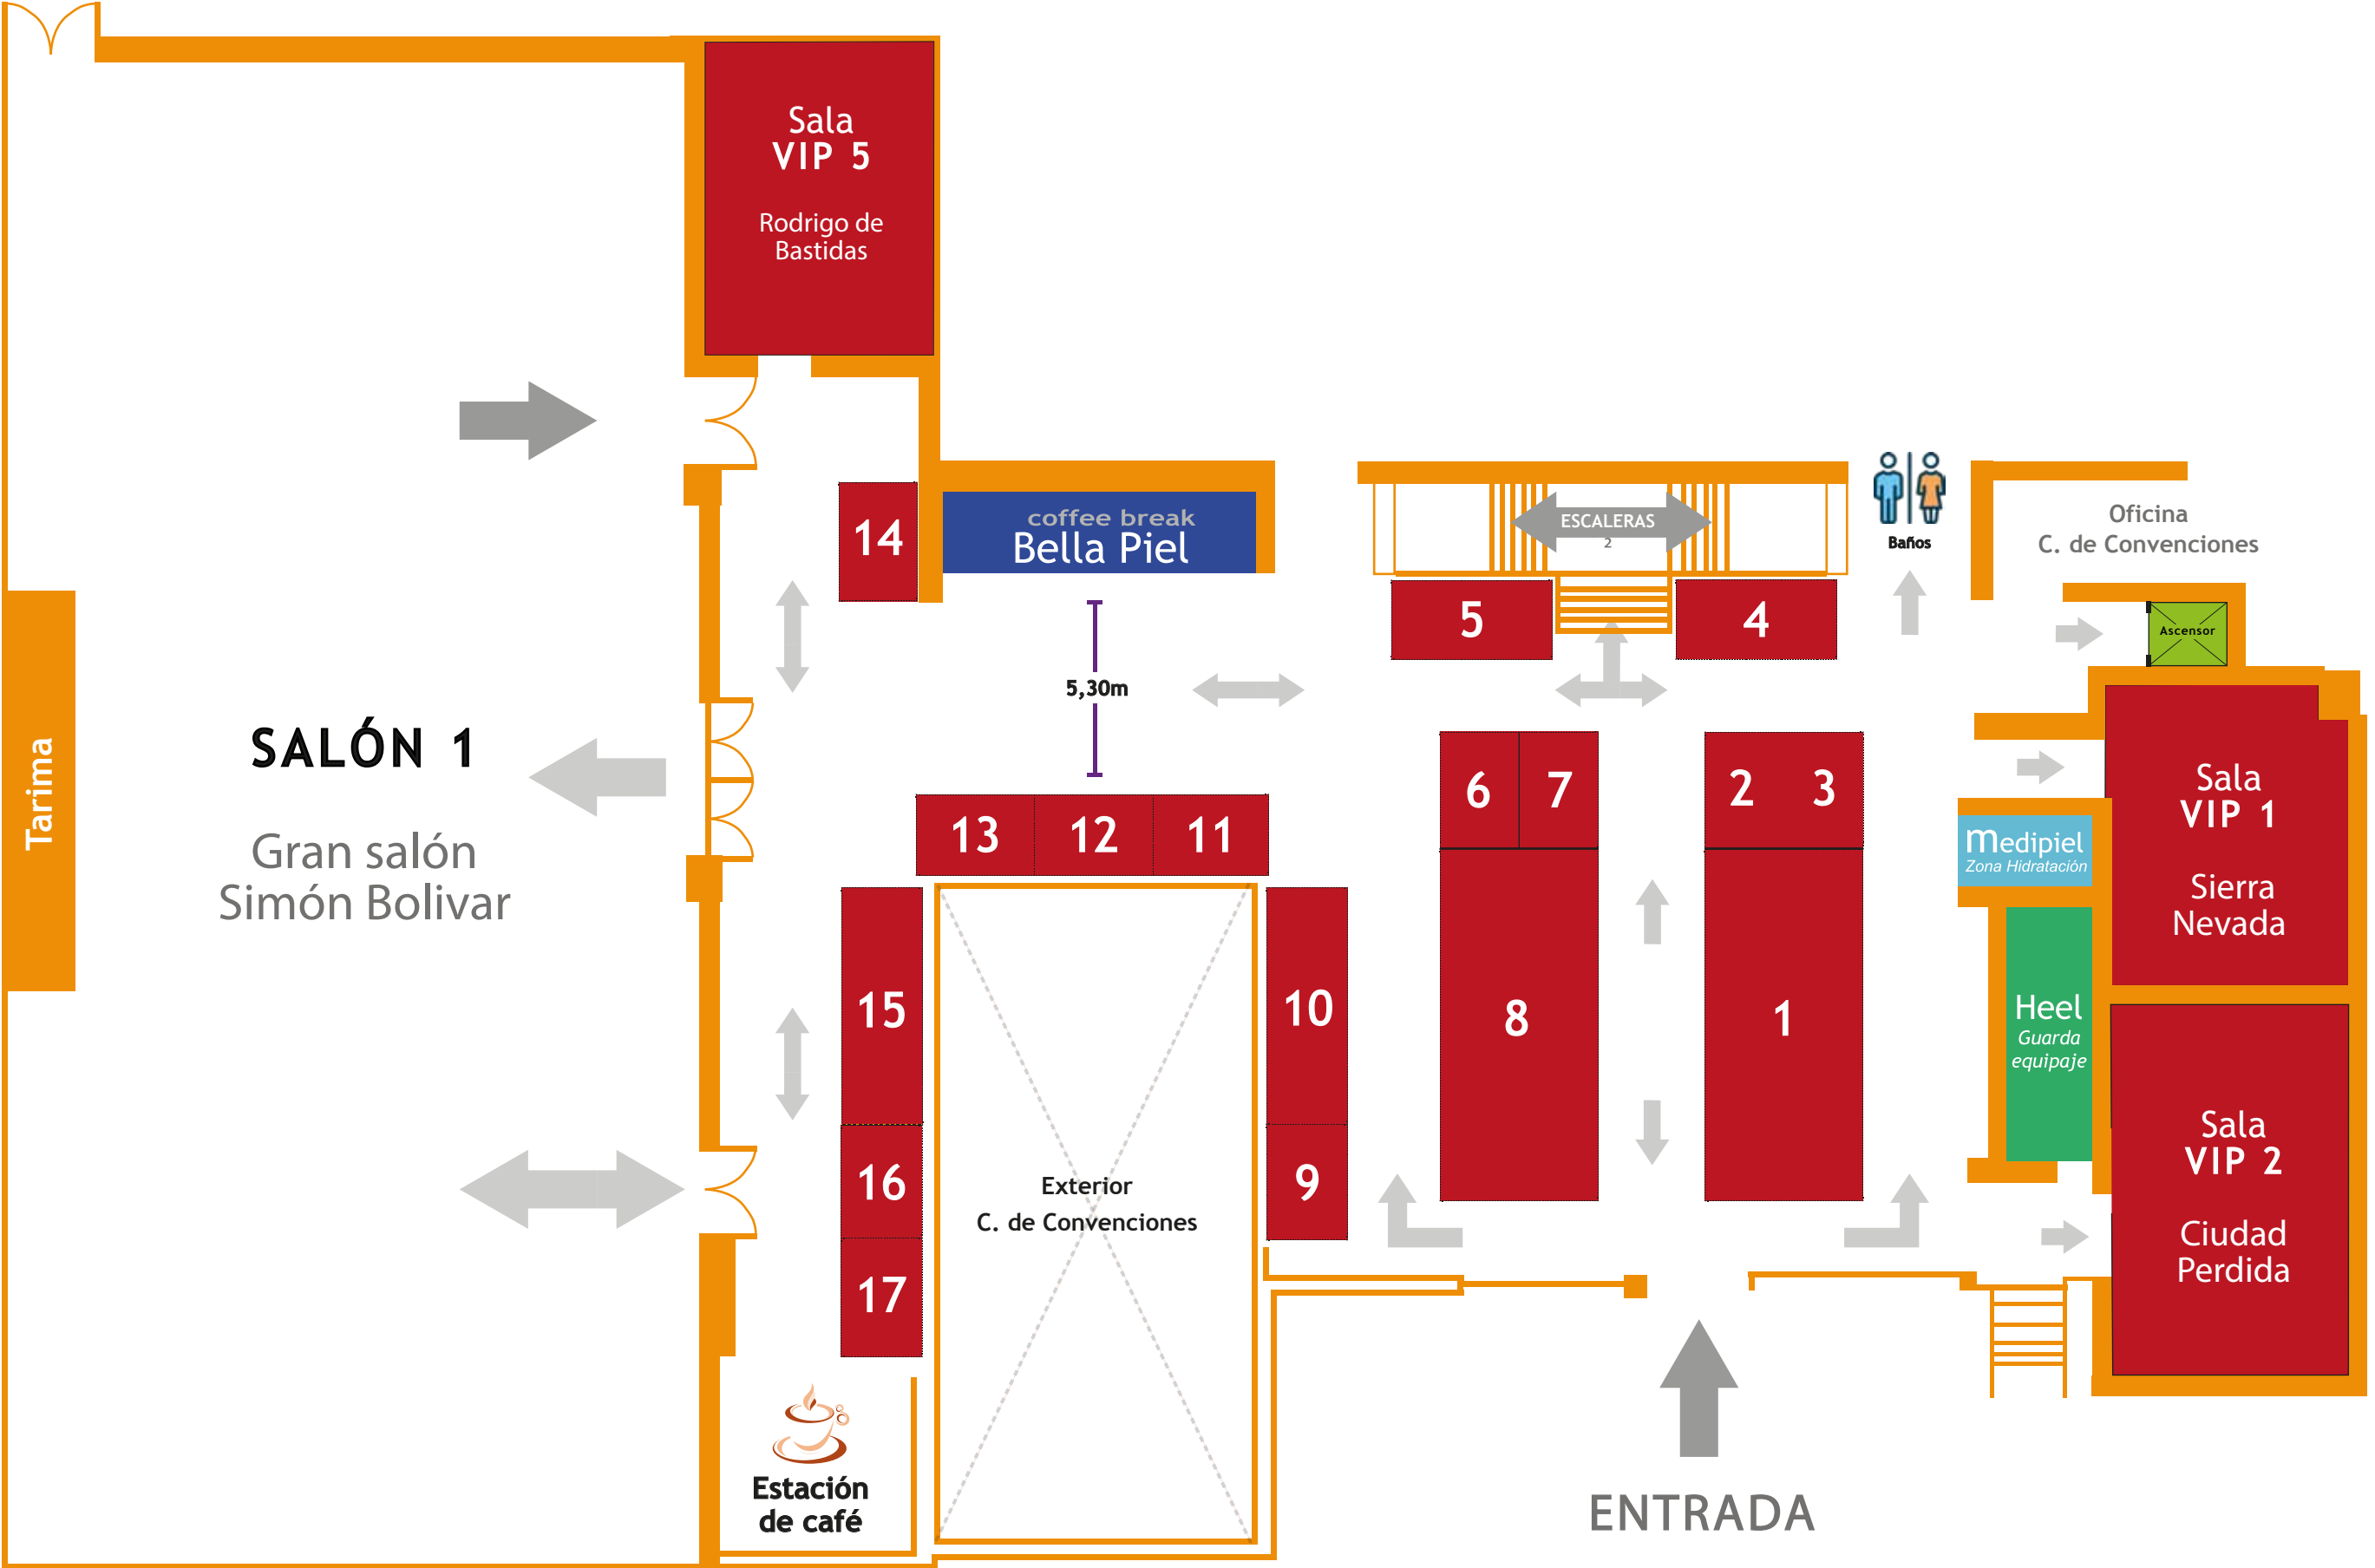 Sala
VIP 5
Rodrigo de
Bastidas
14
coffee break
Bella Piel
ESCALERAS
2
Baños
Oficina
C. de Convenciones
5
4
Ascensor
5,30m
SALÓN 1
Gran salón
Simón Bolivar
Tarima
6
7
2
3
Sala
VIP 1
Sierra
Nevada
13
12
11
medipiel
Zona Hidratación
15
10
8
1
Heel
Guarda
equipaje
16
9
Exterior
C. de Convenciones
Sala
VIP 2
Ciudad
Perdida
17
Estación
de café
ENTRADA